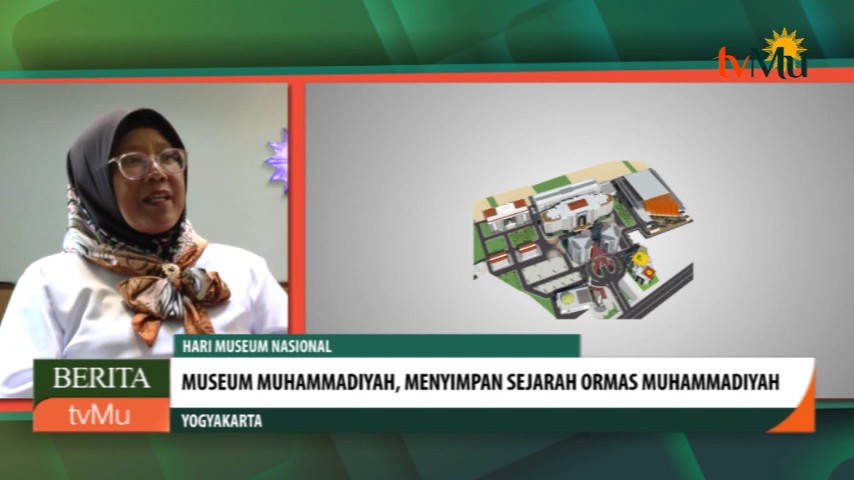 tvMu
HARI MUSEUM NASIONAL
BERITA
MUSEUM MUHAMMADIYAH, MENYIMPAN SEJARAH ORMAS MUHAMMADIYAH
tvMu
YOGYAKARTA